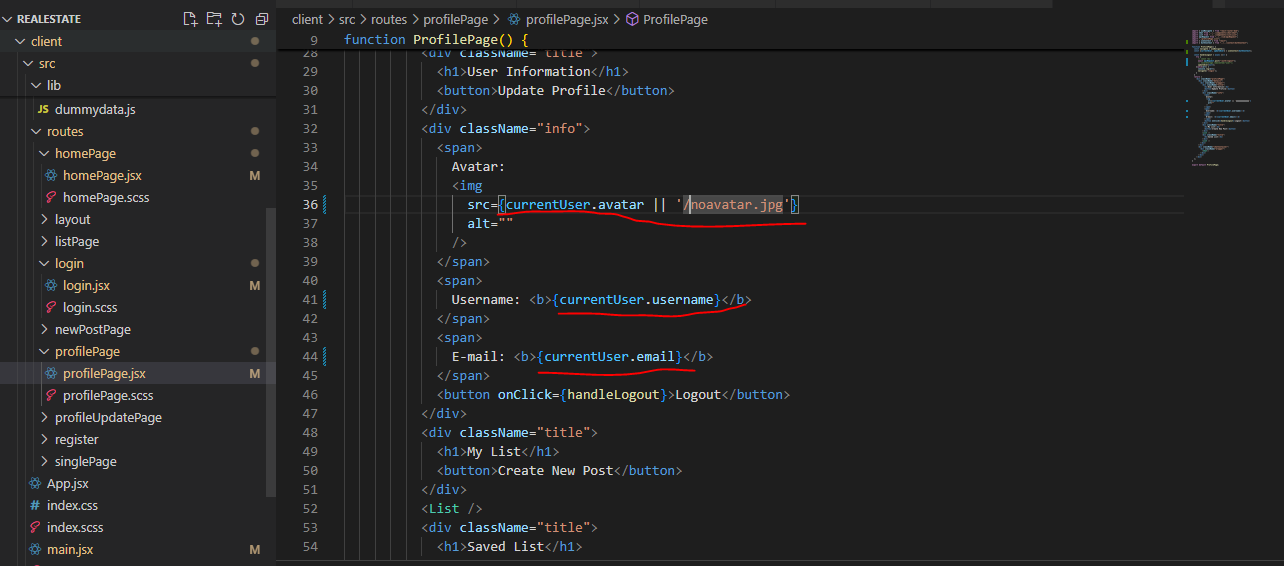 REALESTATE
client
src
lib
JS dummydata.js
routes
homePage
homePage.jsx M
homePage.scss
layout
listPage
login
login.jsx M
login.scss
newPostPage
profilePage
profilePage.jsx M
profilePage.scss
profileUpdatePage
register
singlePage
App.jsx
# index.css
index.scss
main.jsx M
client > src > routes > profilePage > profilePage.jsx > ProfilePage
9 function ProfilePage() {
28 <div className="title">
29 <h1>User Information</h1>
30 <button>Update Profile</button>
31 </div>
32 <div className="info">
33 <span>
34 Avatar:
35 <img
36 src={currentUser.avatar || '/noavatar.jpg'}
37 alt=""
38 />
39 </span>
40 <span>
41 Username: <b>{currentUser.username}</b>
42 </span>
43 <span>
44 E-mail: <b>{currentUser.email}</b>
45 </span>
46 <button onClick={handleLogout}>Logout</button>
47 </div>
48 <div className="title">
49 <h1>My List</h1>
50 <button>Create New Post</button>
51 </div>
52 <List />
53 <div className="title">
54 <h1>Saved List</h1>